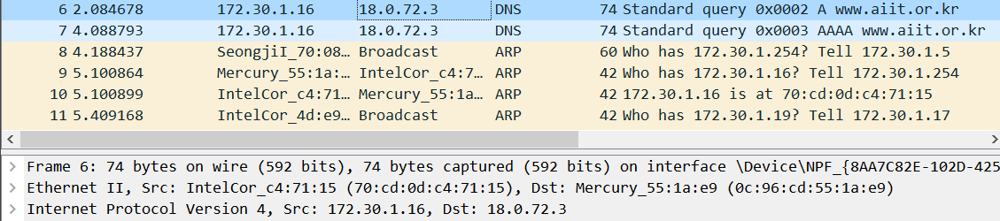 6 2.084678 172.30.1.16 18.0.72.3 DNS 74 Standard query 0x0002 A www.aiit.or.kr
7 4.088793 172.30.1.16 18.0.72.3 DNS 74 Standard query 0x0003 AAAA www.aiit.or.kr
8 4.188437 SeongjiI_70:08… Broadcast ARP 60 Who has 172.30.1.254? Tell 172.30.1.5
9 5.100864 Mercury_55:1a:… IntelCor_c4:7… ARP 42 Who has 172.30.1.16? Tell 172.30.1.254
10 5.100899 IntelCor_c4:71… Mercury_55:1a… ARP 42 172.30.1.16 is at 70:cd:0d:c4:71:15
11 5.409168 IntelCor_4d:e9… Broadcast ARP 42 Who has 172.30.1.19? Tell 172.30.1.17
Frame 6: 74 bytes on wire (592 bits), 74 bytes captured (592 bits) on interface \Device\NPF_{8AA7C82E-102D-425
Ethernet II, Src: IntelCor_c4:71:15 (70:cd:0d:c4:71:15), Dst: Mercury_55:1a:e9 (0c:96:cd:55:1a:e9)
Internet Protocol Version 4, Src: 172.30.1.16, Dst: 18.0.72.3